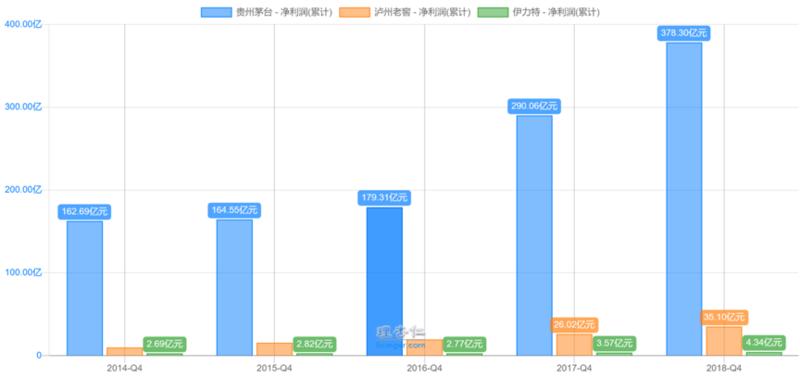 贵州茅台 - 净利润(累计) 泸州老窖 - 净利润(累计) 伊力特 - 净利润(累计)
400.00亿
300.00亿
200.00亿
100.00亿
0
162.69亿元
2.69亿元
164.55亿元
2.82亿元
179.31亿元
2.77亿元
290.06亿元
26.02亿元
3.57亿元
378.30亿元
35.10亿元
4.34亿元
理杏仁
2014-Q4 2015-Q4 2016-Q4 2017-Q4 2018-Q4